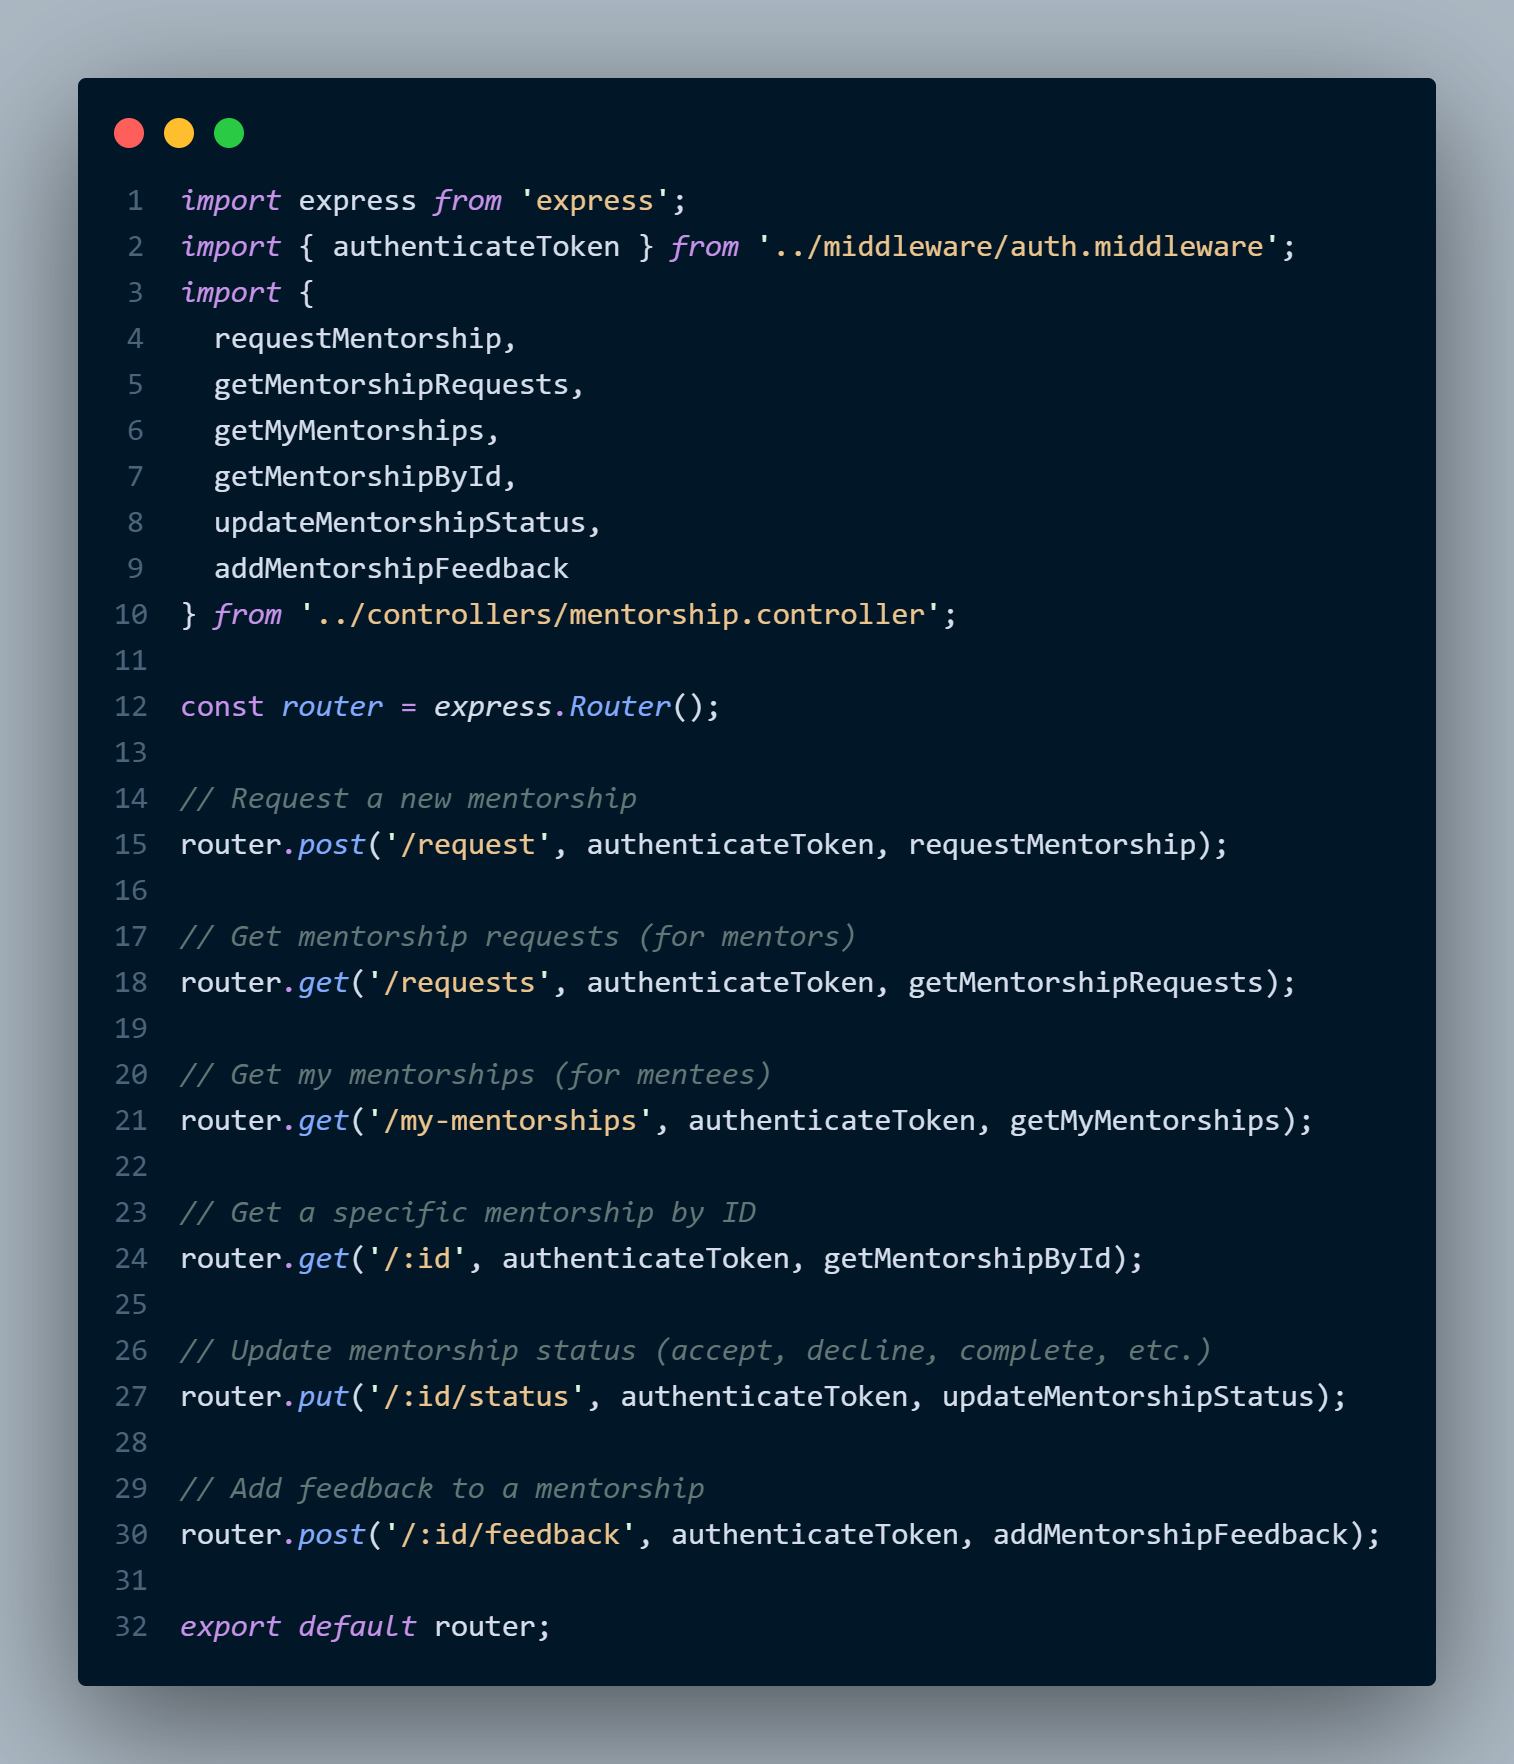 1 import express from 'express';
2 import { authenticateToken } from '../middleware/auth.middleware';
3 import {
4   requestMentorship,
5   getMentorshipRequests,
6   getMyMentorships,
7   getMentorshipById,
8   updateMentorshipStatus,
9   addMentorshipFeedback
10 } from '../controllers/mentorship.controller';
11
12 const router = express.Router();
13
14 // Request a new mentorship
15 router.post('/request', authenticateToken, requestMentorship);
16
17 // Get mentorship requests (for mentors)
18 router.get('/requests', authenticateToken, getMentorshipRequests);
19
20 // Get my mentorships (for mentees)
21 router.get('/my-mentorships', authenticateToken, getMyMentorships);
22
23 // Get a specific mentorship by ID
24 router.get('/:id', authenticateToken, getMentorshipById);
25
26 // Update mentorship status (accept, decline, complete, etc.)
27 router.put('/:id/status', authenticateToken, updateMentorshipStatus);
28
29 // Add feedback to a mentorship
30 router.post('/:id/feedback', authenticateToken, addMentorshipFeedback);
31
32 export default router;